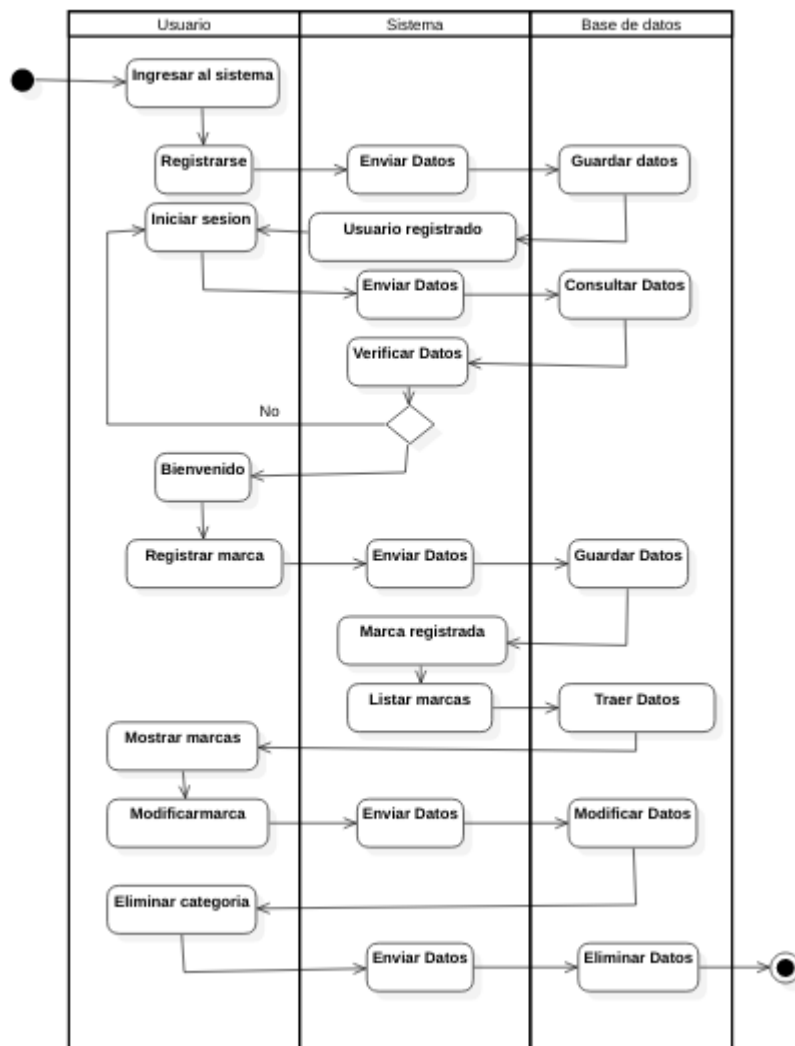 Usuario
Sistema
Base de datos
Ingresar al sistema
Registrarse
Enviar Datos
Guardar datos
Iniciar sesion
Usuario registrado
Enviar Datos
Consultar Datos
Verificar Datos
No
Bienvenido
Registrar marca
Enviar Datos
Guardar Datos
Marca registrada
Listar marcas
Traer Datos
Mostrar marcas
Modificarmarca
Enviar Datos
Modificar Datos
Eliminar categoria
Enviar Datos
Eliminar Datos